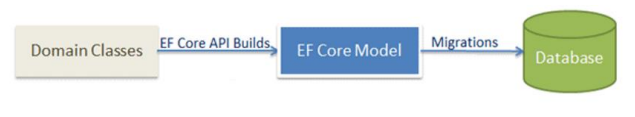 Domain Classes
EF Core API Builds
EF Core Model
Migrations
Database